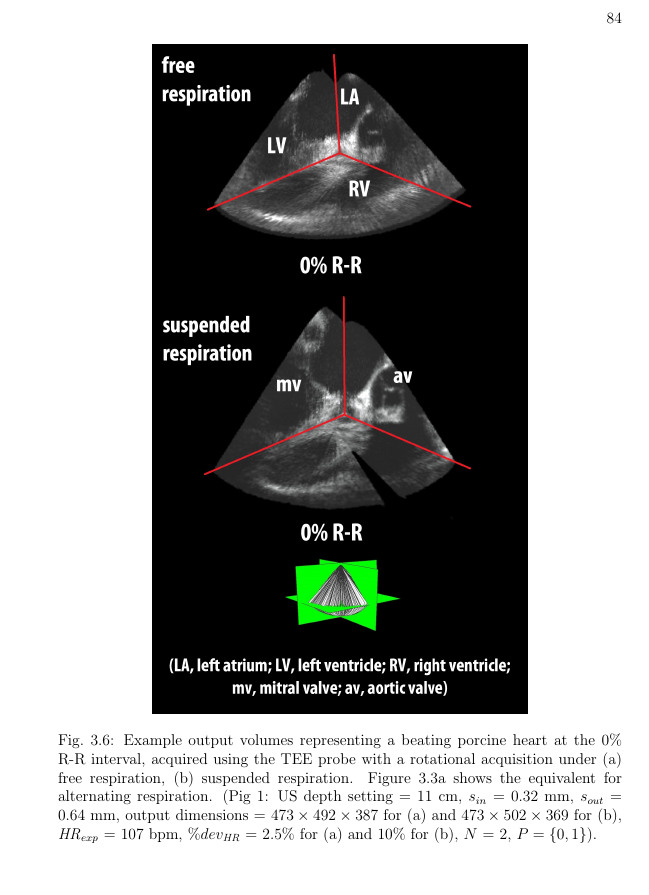 84
free
respiration
LA
LV
RV
0% R-R
suspended
respiration
mv
av
0% R-R
(LA, left atrium; LV, left ventricle; RV, right ventricle;
mv, mitral valve; av, aortic valve)
Fig. 3.6: Example output volumes representing a beating porcine heart at the 0%
R-R interval, acquired using the TEE probe with a rotational acquisition under (a)
free respiration, (b) suspended respiration. Figure 3.3a shows the equivalent for
alternating respiration. (Pig 1: US depth setting = 11 cm, s_in = 0.32 mm, s_out =
0.64 mm, output dimensions = 473 × 492 × 387 for (a) and 473 × 502 × 369 for (b),
HR_exp = 107 bpm, %dev_HR = 2.5% for (a) and 10% for (b), N = 2, P = {0, 1}).